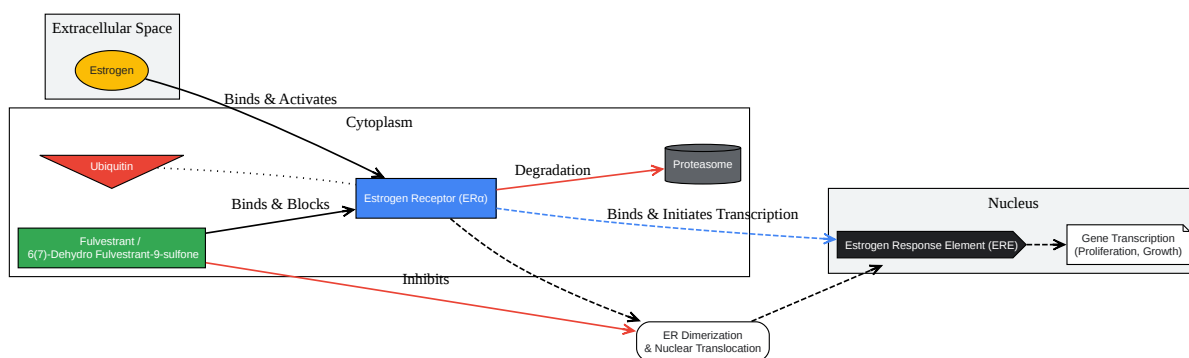 Extracellular Space
Estrogen
Binds & Activates
Cytoplasm
Ubiquitin
Degradation
Proteasome
Estrogen Receptor (ERα)
Binds & Blocks
Binds & Initiates Transcription
Nucleus
Fulvestrant /
6(7)-Dehydro Fulvestrant-9-sulfone
Estrogen Response Element (ERE)
Gene Transcription
(Proliferation, Growth)
Inhibits
ER Dimerization
& Nuclear Translocation